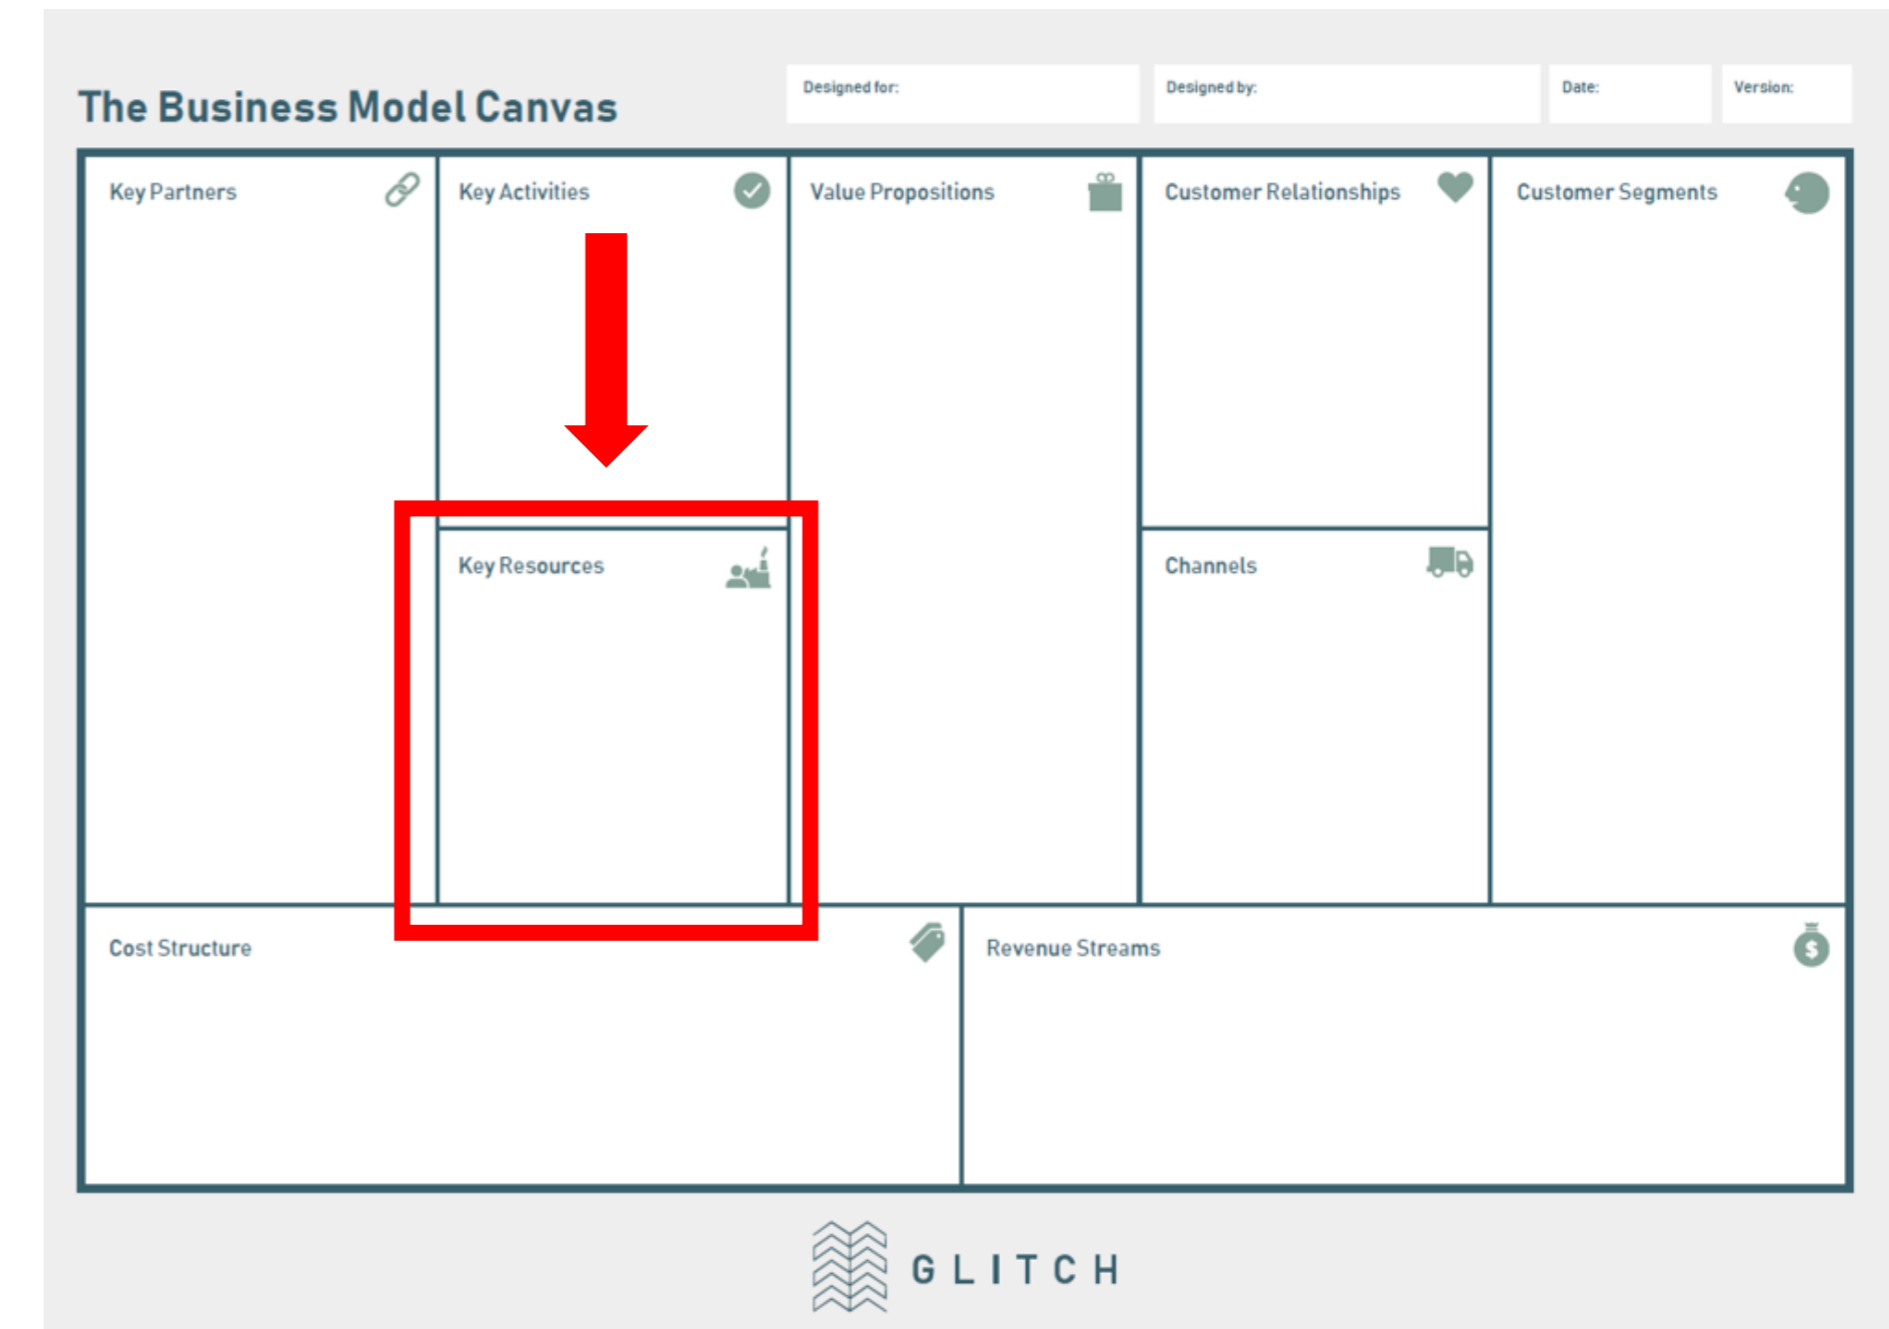 The Business Model Canvas
Designed for:
Designed by:
Date:
Version:
Key Partners
Key Activities
Value Propositions
Customer Relationships
Customer Segments
Key Resources
Channels
Cost Structure
Revenue Streams
$
GLITCH